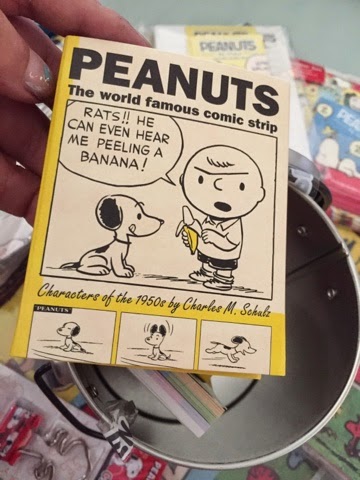 PEANUTS
PEANUTS
The world famous comic strip
RATS!! HE
CAN EVEN HEAR
ME PEELING A
BANANA!
Characters of the 1950s by Charles M. Schulz
PEANUTS